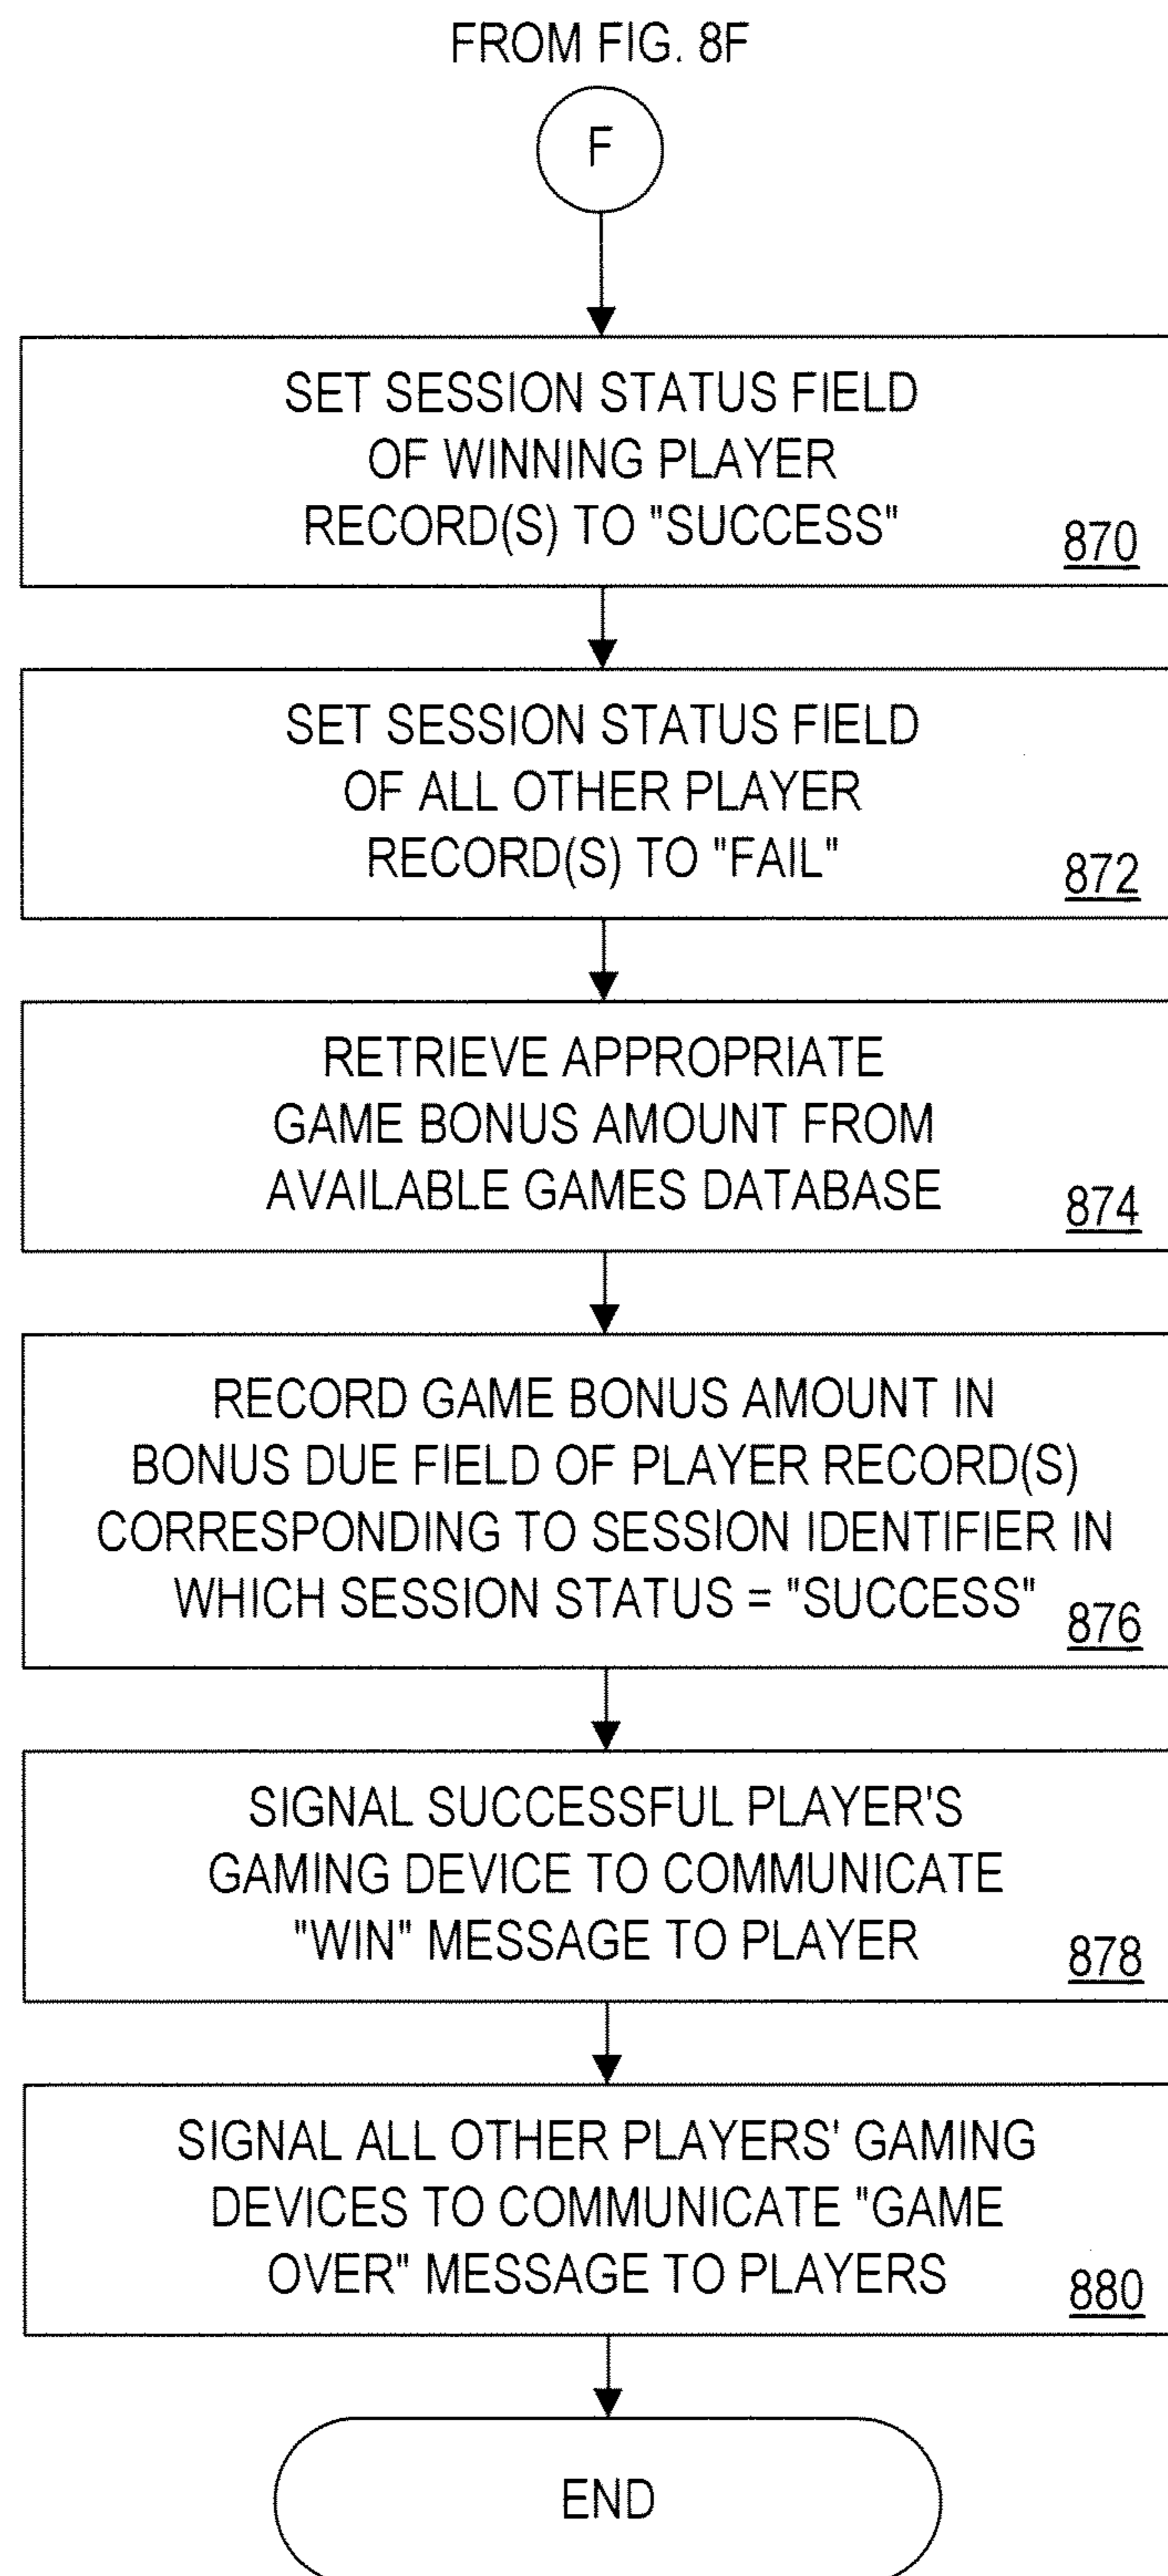 FROM FIG. 8F
F
SET SESSION STATUS FIELD
OF WINNING PLAYER
RECORD(S) TO "SUCCESS"
870
SET SESSION STATUS FIELD
OF ALL OTHER PLAYER
RECORD(S) TO "FAIL"
872
RETRIEVE APPROPRIATE
GAME BONUS AMOUNT FROM
AVAILABLE GAMES DATABASE
874
RECORD GAME BONUS AMOUNT IN
BONUS DUE FIELD OF PLAYER RECORD(S)
CORRESPONDING TO SESSION IDENTIFIER IN
WHICH SESSION STATUS = "SUCCESS"
876
SIGNAL SUCCESSFUL PLAYER'S
GAMING DEVICE TO COMMUNICATE
"WIN" MESSAGE TO PLAYER
878
SIGNAL ALL OTHER PLAYERS' GAMING
DEVICES TO COMMUNICATE "GAME
OVER" MESSAGE TO PLAYERS
880
END